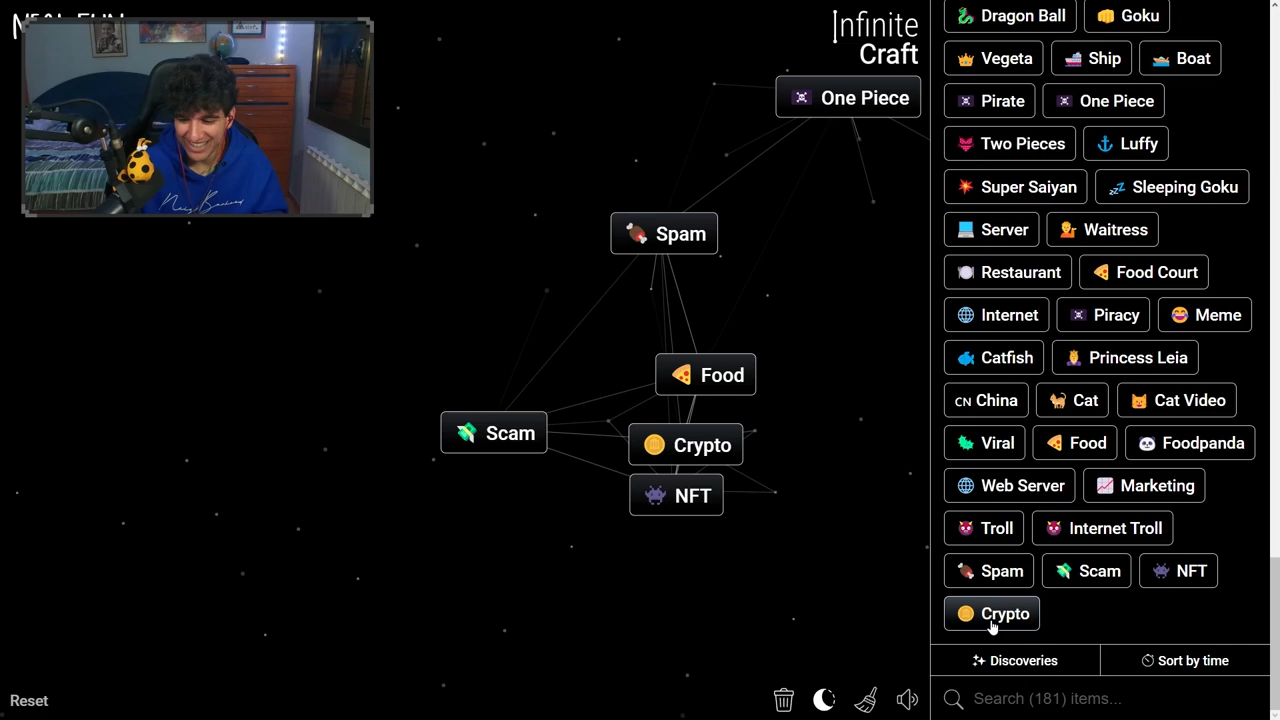 Infinite
Craft
One Piece
Spam
Food
Scam
Crypto
NFT
Reset
Dragon Ball
Goku
Vegeta
Ship
Boat
Pirate
One Piece
Two Pieces
Luffy
Super Saiyan
Sleeping Goku
Server
Waitress
Restaurant
Food Court
Internet
Piracy
Meme
Catfish
Princess Leia
CN China
Cat
Cat Video
Viral
Food
Foodpanda
Web Server
Marketing
Troll
Internet Troll
Spam
Scam
NFT
Crypto
Discoveries
Sort by time
Search (181) items...